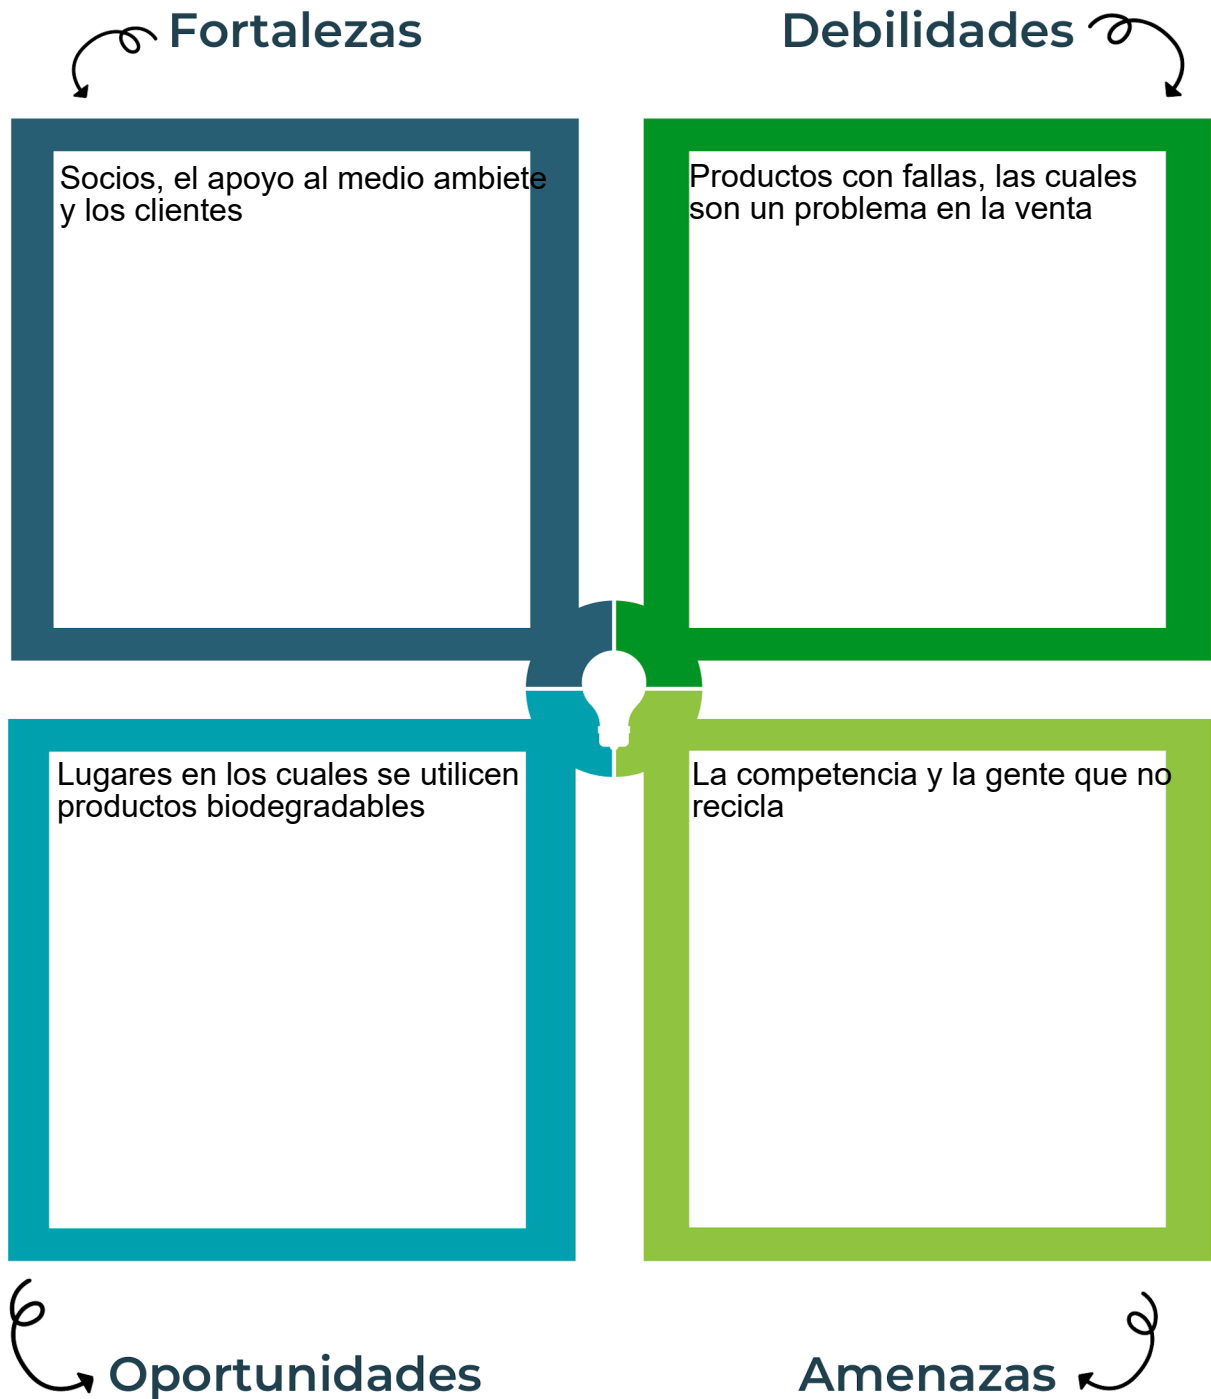 Fortalezas
Debilidades
Socios, el apoyo al medio ambiete
y los clientes
Productos con fallas, las cuales
son un problema en la venta
Lugares en los cuales se utilicen
productos biodegradables
La competencia y la gente que no
recicla
Oportunidades
Amenazas